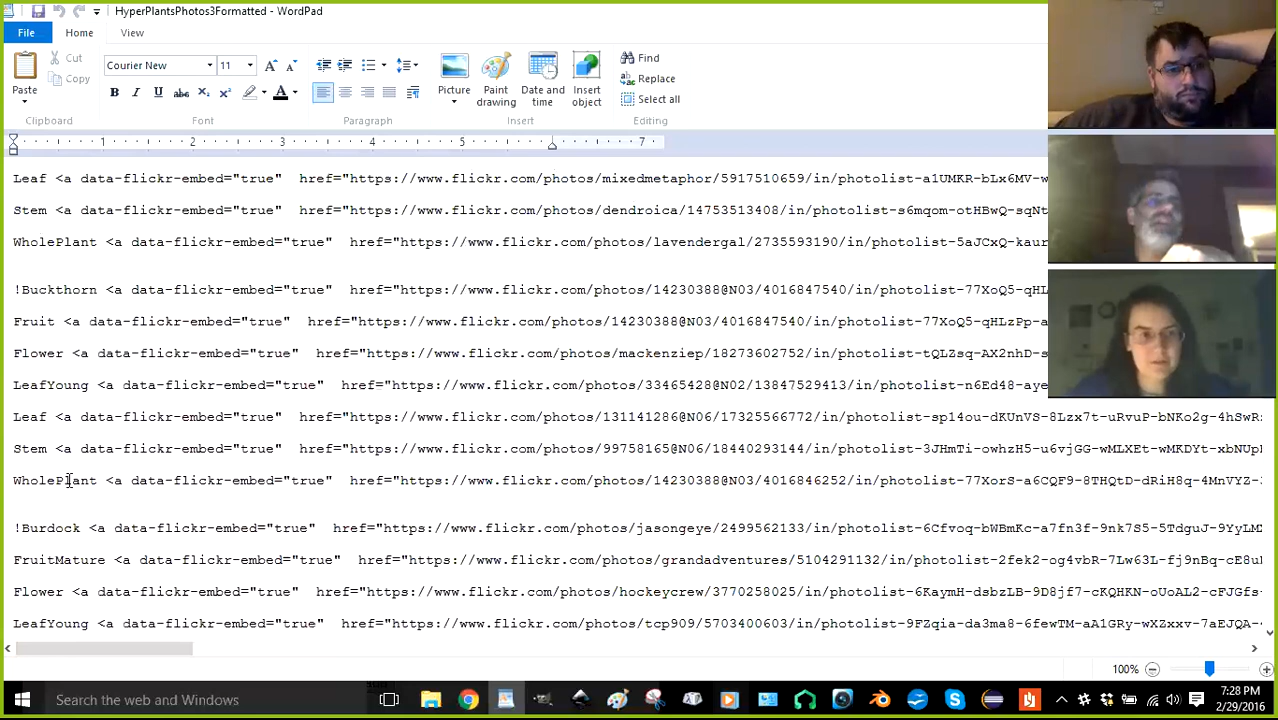 HyperPlantsPhotos3Formatted - WordPad
File Home View
Paste
Cut
Copy
Clipboard
Courier New 11
B I U abc X2 X2 A
Font
Paragraph
Picture
Paint drawing
Date and time
Insert object
Insert
Find
Replace
Select all
Editing
1 2 3 4 5 7
Leaf <a data-flickr-embed="true" href="https://www.flickr.com/photos/mixedmetaphor/5917510659/in/photolist-a1UMKR-bLx6MV-w
Stem <a data-flickr-embed="true" href="https://www.flickr.com/photos/dendroica/14753513408/in/photolist-s6mqom-otHBwQ-sqNt
WholePlant <a data-flickr-embed="true" href="https://www.flickr.com/photos/lavendergal/2735593190/in/photolist-5aJCxQ-kaur
!Buckthorn <a data-flickr-embed="true" href="https://www.flickr.com/photos/14230388@N03/4016847540/in/photolist-77XoQ5-qHL
Fruit <a data-flickr-embed="true" href="https://www.flickr.com/photos/14230388@N03/4016847540/in/photolist-77XoQ5-qHLzPp-a
Flower <a data-flickr-embed="true" href="https://www.flickr.com/photos/mackenziep/18273602752/in/photolist-tQLZsq-AX2nhD-s
LeafYoung <a data-flickr-embed="true" href="https://www.flickr.com/photos/33465428@N02/13847529413/in/photolist-n6Ed48-aye
Leaf <a data-flickr-embed="true" href="https://www.flickr.com/photos/131141286@N06/17325566772/in/photolist-sp14ou-dKUnVS-8Lzx7t-uRvuP-bNKo2g-4hSwR
Stem <a data-flickr-embed="true" href="https://www.flickr.com/photos/99758165@N06/18440293144/in/photolist-3JHmTi-owhzH5-u6vjGG-wMLXEt-wMKDYt-xbNUp
WholePlant <a data-flickr-embed="true" href="https://www.flickr.com/photos/14230388@N03/4016846252/in/photolist-77XorS-a6CQF9-8THQtD-dRiH8q-4MnVYZ-3
!Burdock <a data-flickr-embed="true" href="https://www.flickr.com/photos/jasongeye/2499562133/in/photolist-6Cfvoq-bWBmKc-a7fn3f-9nk7S5-5TdquJ-9YyLM
FruitMature <a data-flickr-embed="true" href="https://www.flickr.com/photos/grandadventures/5104291132/in/photolist-2fek2-og4vbR-7Lw63L-fj9nBq-cE8u
Flower <a data-flickr-embed="true" href="https://www.flickr.com/photos/hockeycrew/3770258025/in/photolist-6KaymH-dsbzLB-9D8jf7-cKQHKN-oUoAL2-cFJGfs-
LeafYoung <a data-flickr-embed="true" href="https://www.flickr.com/photos/tcp909/5703400603/in/photolist-9FZqia-da3ma8-6fewTM-aA1GRy-wXZxxv-7aEJQA-
100%
Search the web and Windows
7:28 PM
2/29/2016